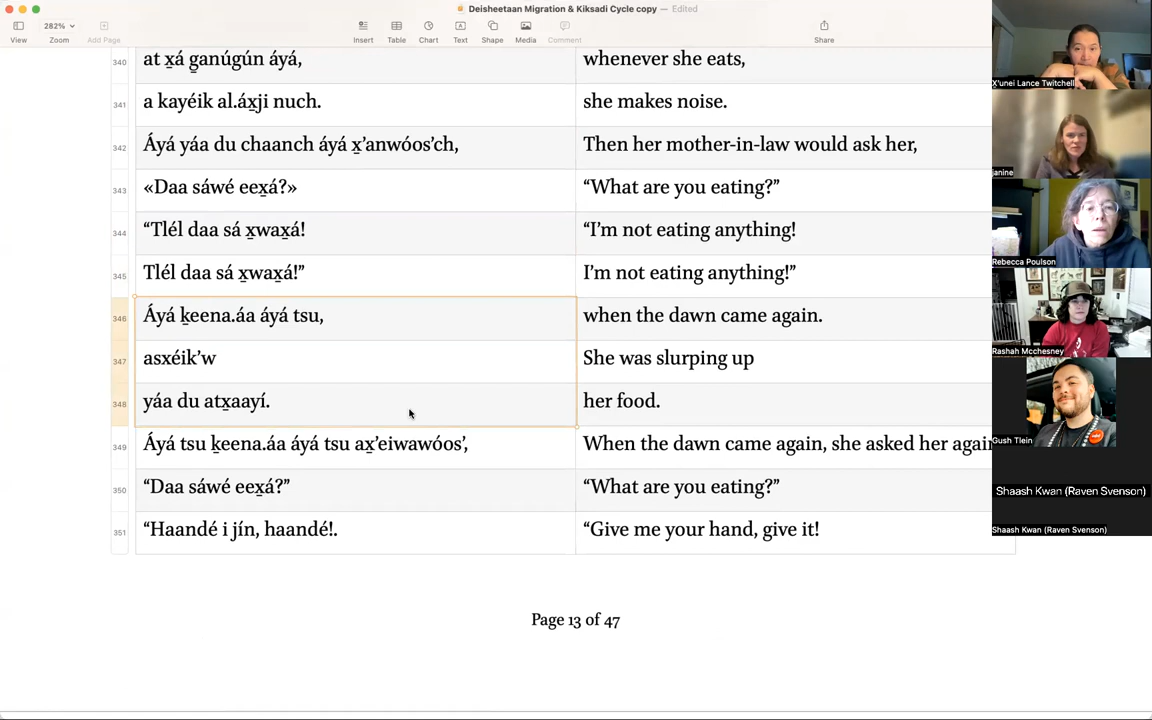 Deisheetaan Migration & Kiksadi Cycle copy — Edited
282%
View Zoom Add Page Insert Table Chart Text Shape Media Comment Share
340 at x̱á g̱anúgún áyá, whenever she eats,
341 a kayéik al.áx̱ji nuch. she makes noise.
342 Áyá yáa du chaanch áyá x̱'anwóos'ch, Then her mother-in-law would ask her,
343 «Daa sáwé eex̱á?» “What are you eating?”
344 “Tlél daa sá x̱wax̱á! “I’m not eating anything!
345 Tlél daa sá x̱wax̱á!” I’m not eating anything!”
346 Áyá ḵeena.áa áyá tsu, when the dawn came again.
347 asxéik’w She was slurping up
348 yáa du atx̱aayí. her food.
349 Áyá tsu ḵeena.áa áyá tsu ax̱’eiwawóos’, When the dawn came again, she asked her again
350 “Daa sáwé eex̱á?” “What are you eating?”
351 “Haandé i jín, haandé!. “Give me your hand, give it!
Page 13 of 47
X'unei Lance Twitchell
janine
Rebecca Poulson
Rashah Mcchesney
Gush Tlein
Shaash Kwan (Raven Svenson)
Shaash Kwan (Raven Svenson)